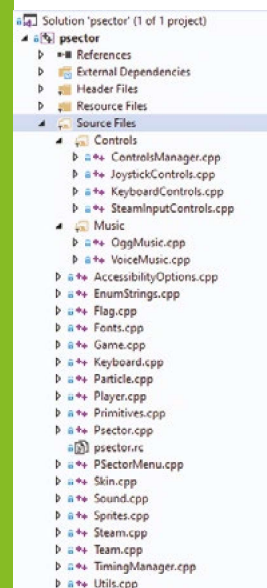 Solution 'psector' (1 of 1 project)
psector
References
External Dependencies
Header Files
Resource Files
Source Files
Controls
ControlsManager.cpp
JoystickControls.cpp
KeyboardControls.cpp
SteamInputControls.cpp
Music
OggMusic.cpp
VoiceMusic.cpp
AccessibilityOptions.cpp
EnumStrings.cpp
Flag.cpp
Fonts.cpp
Game.cpp
Keyboard.cpp
Particle.cpp
Player.cpp
Primitives.cpp
Psector.cpp
psector.rc
PSectorMenu.cpp
Skin.cpp
Sound.cpp
Sprites.cpp
Steam.cpp
Team.cpp
TimingManager.cpp
Utils.cpp